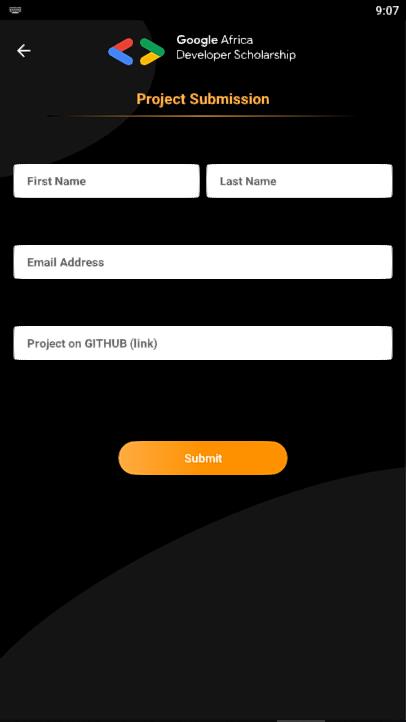 9:07
Google Africa
Developer Scholarship
Project Submission
First Name
Last Name
Email Address
Project on GITHUB (link)
Submit